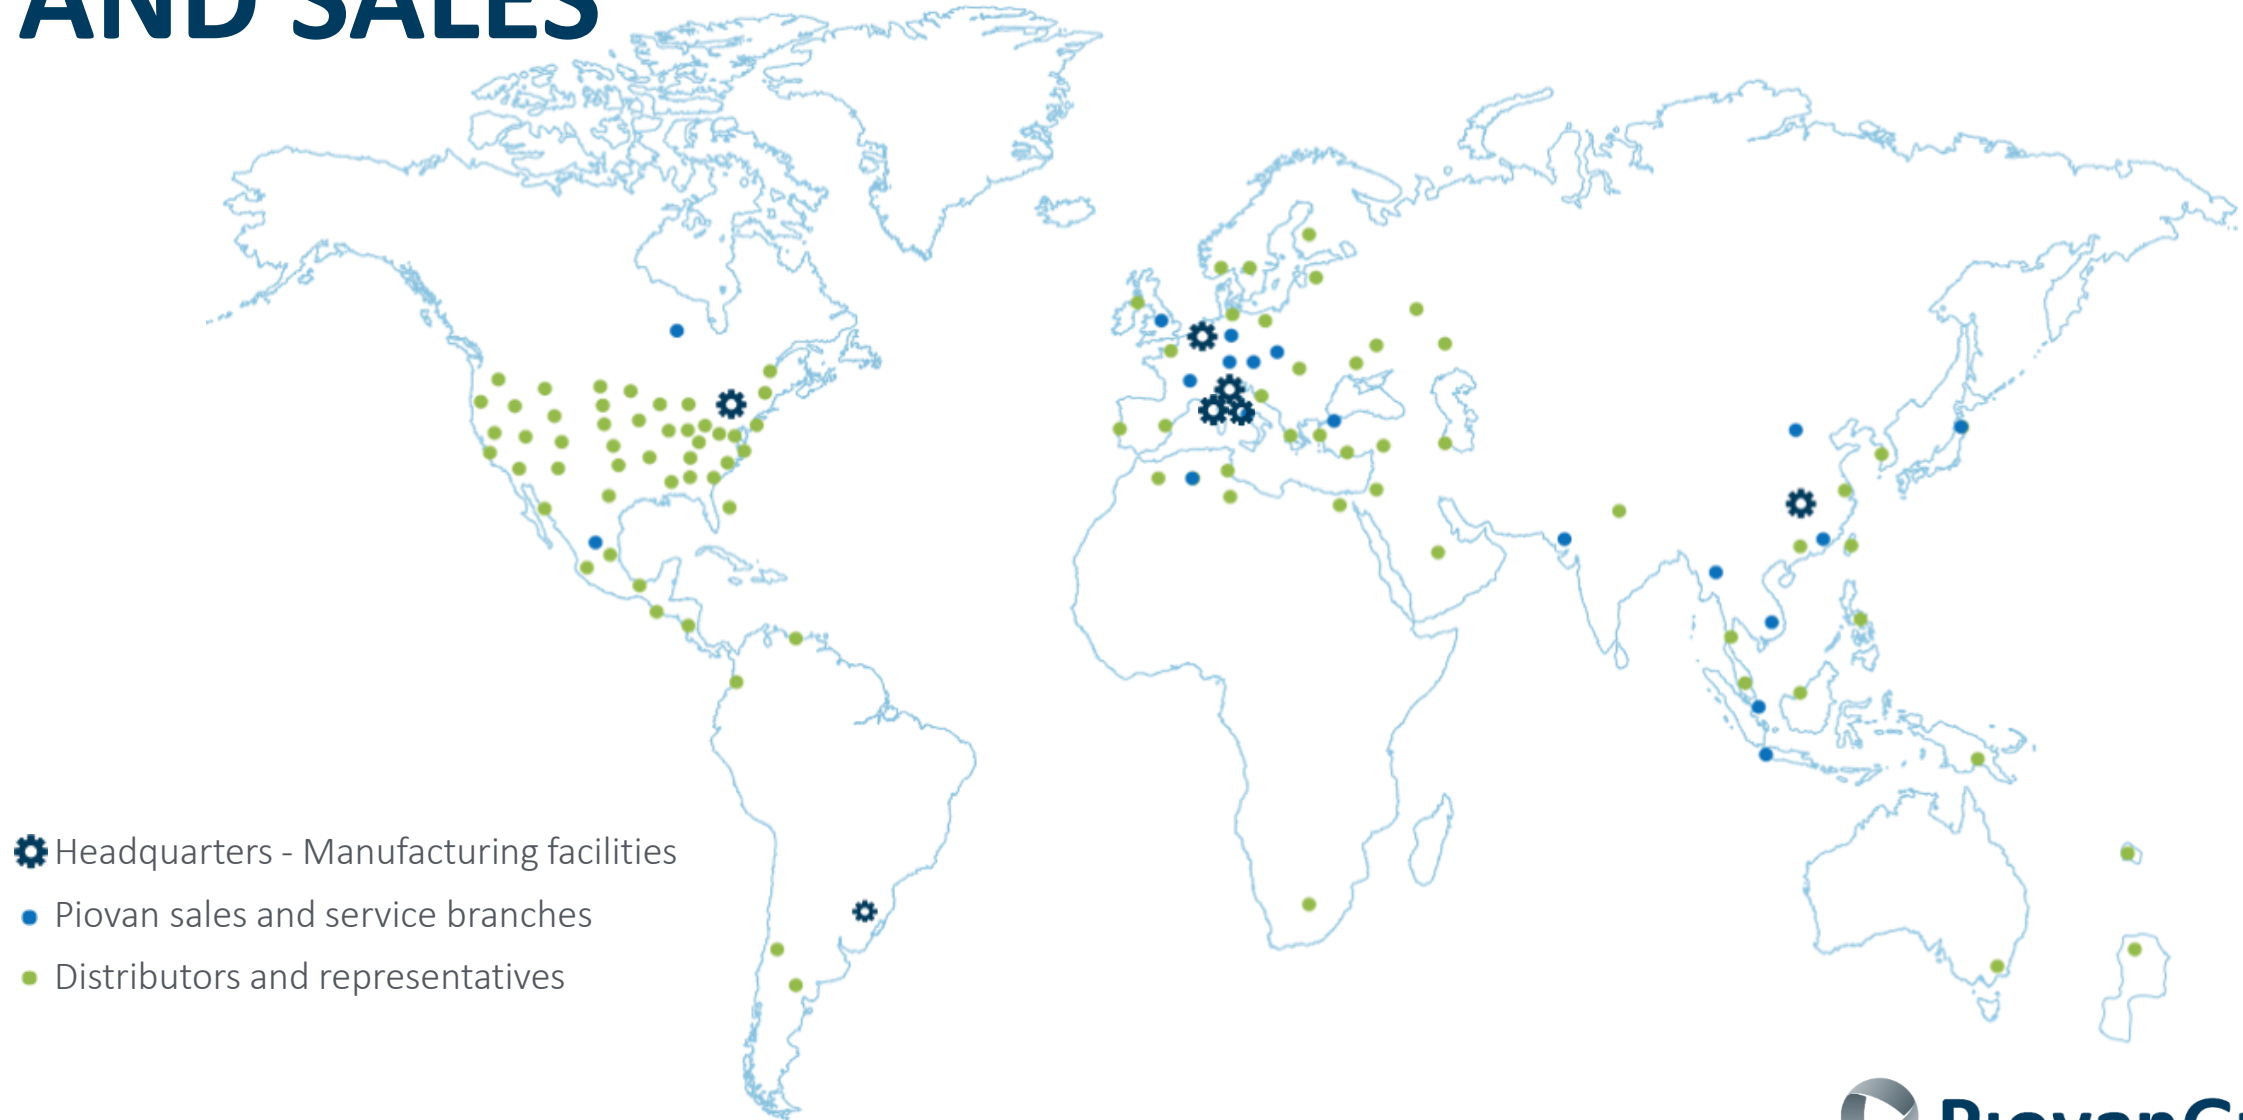 AND SALES
Headquarters - Manufacturing facilities
Piovan sales and service branches
Distributors and representatives